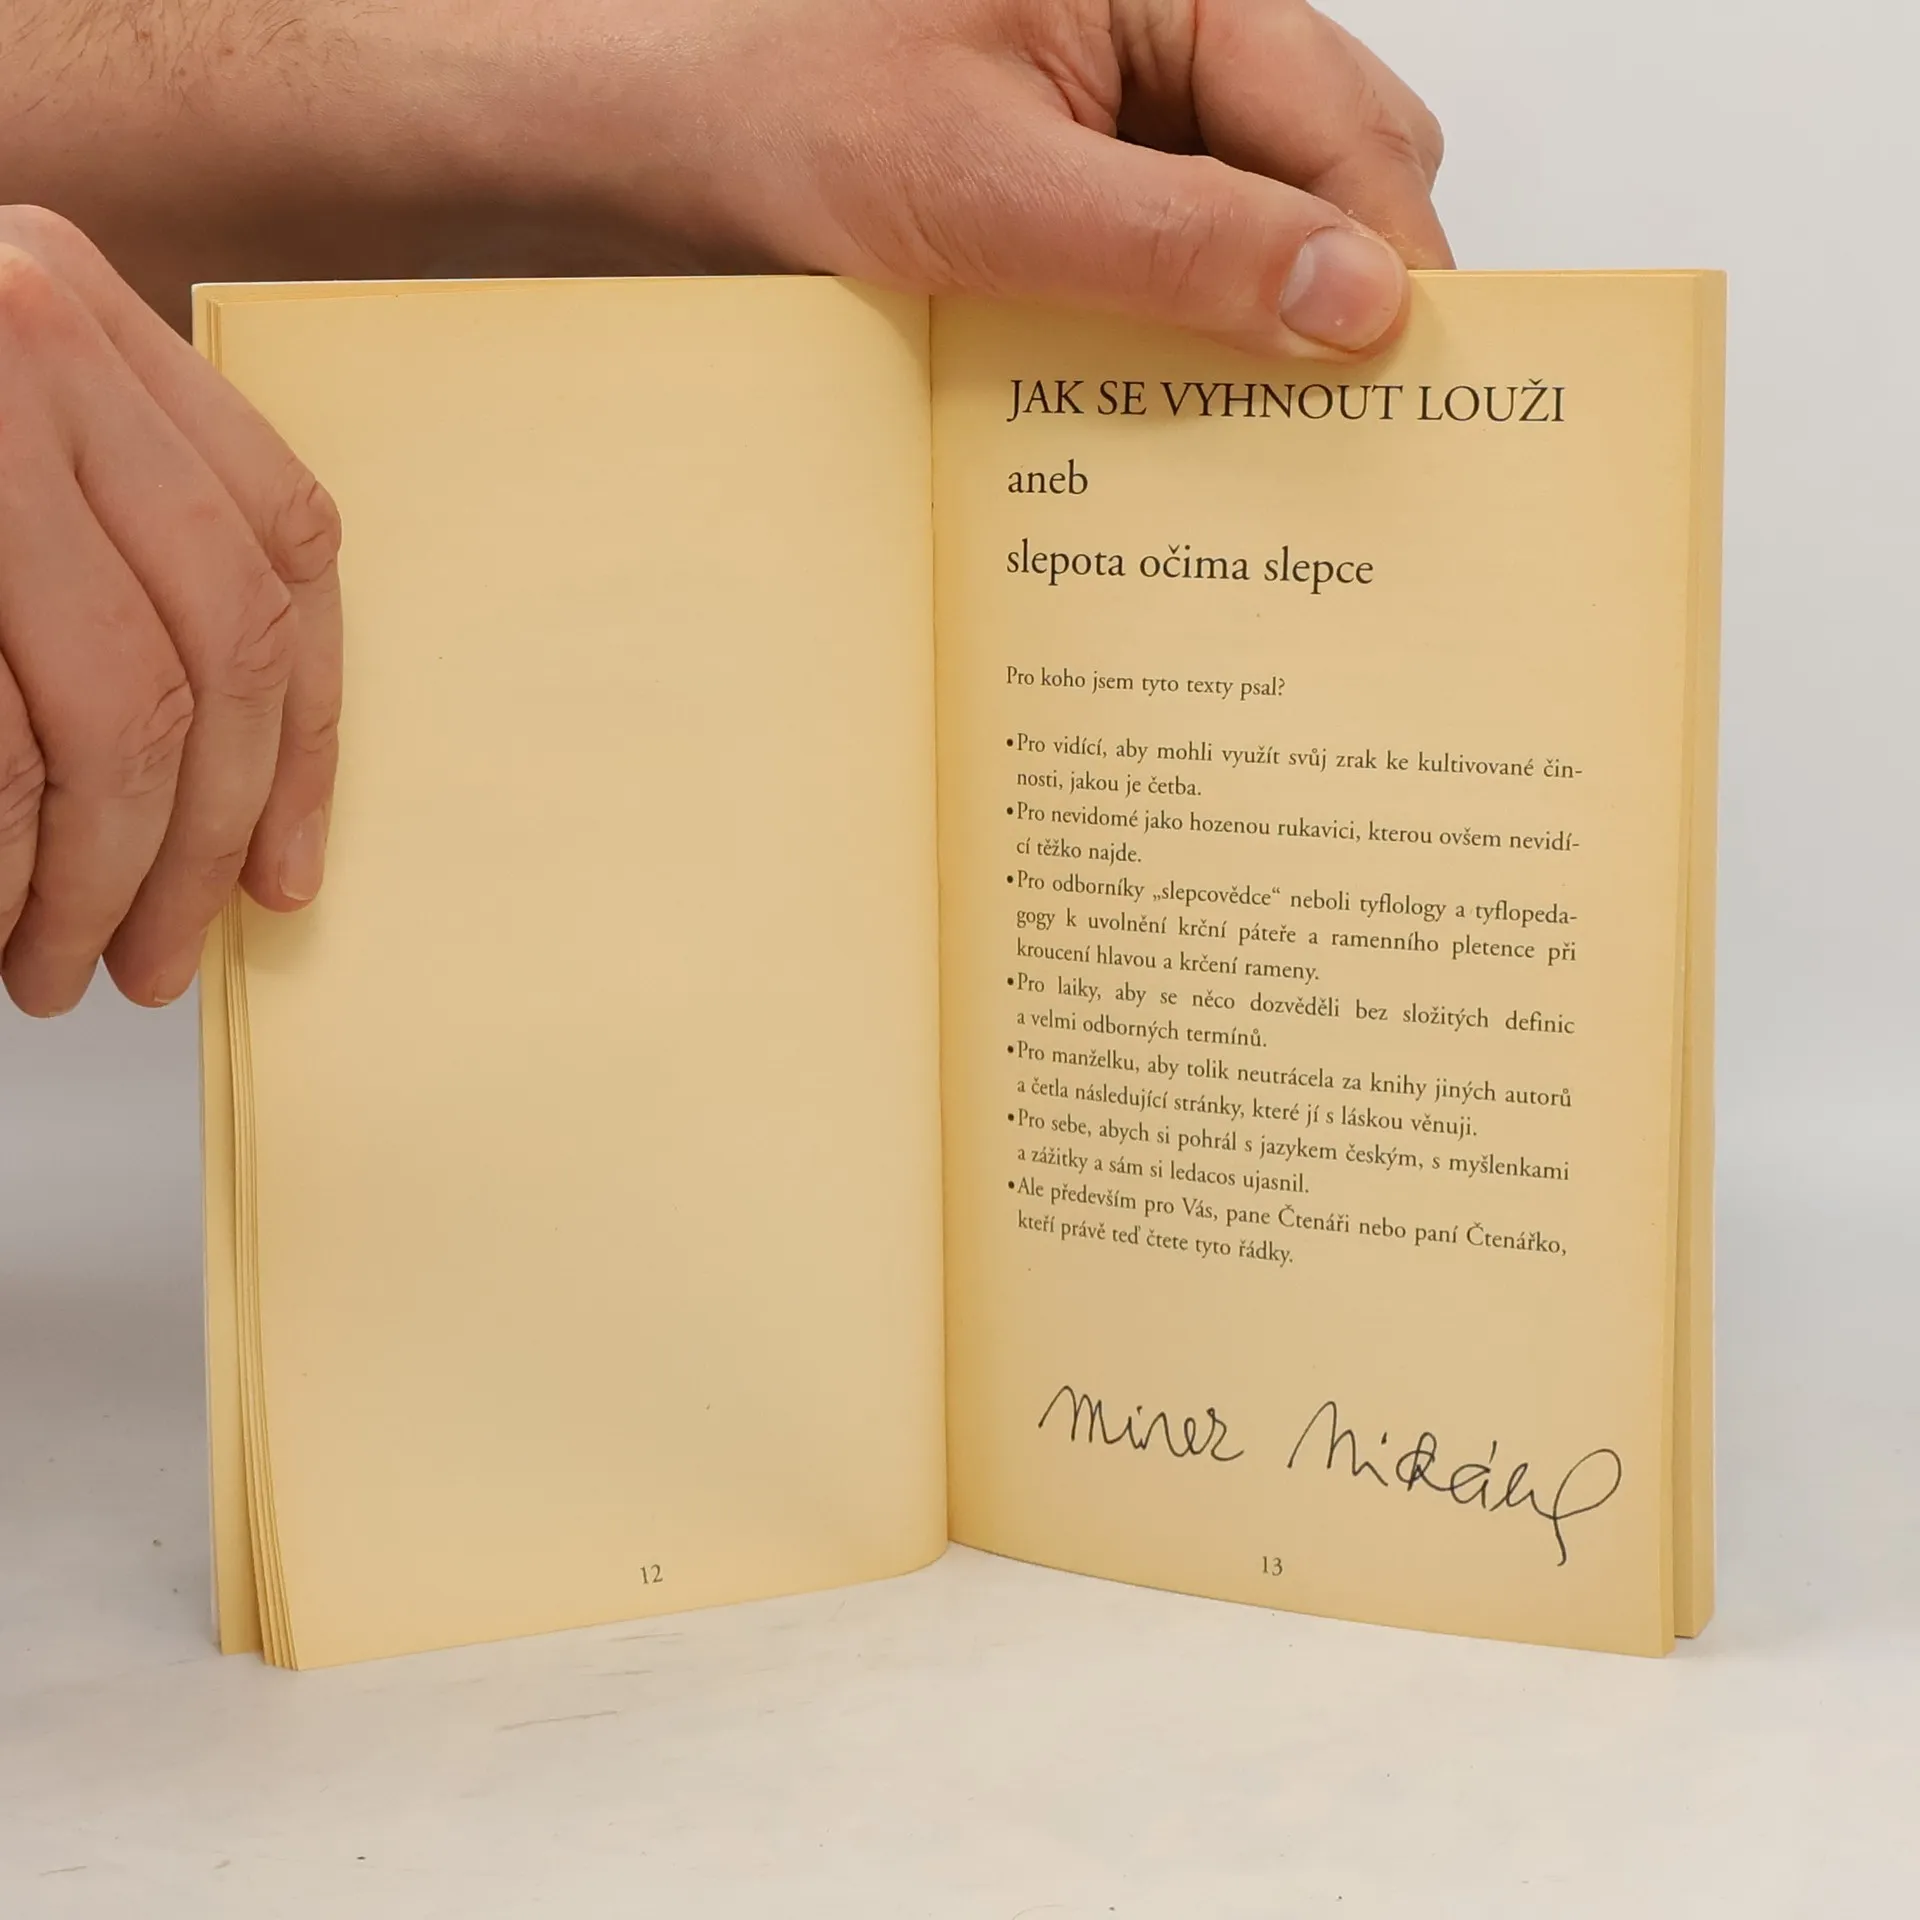 JAK SE VYHNOUT LOUŽI
aneb
slepota očima slepce
Pro koho jsem tyto texty psal?
•Pro vidící, aby mohli využít svůj zrak ke kultivované čin-
nosti, jakou je četba.
•Pro nevidomé jako hozenou rukavici, kterou ovšem nevidí-
cí těžko najde.
•Pro odborníky „slepcovědce“ neboli tyflology a tyflopeda-
gogy k uvolnění krční páteře a ramenního pletence při
kroucení hlavou a krčení rameny.
•Pro laiky, aby se něco dozvěděli bez složitých definic
a velmi odborných termínů.
•Pro manželku, aby tolik neutrácela za knihy jiných autorů
a četla následující stránky, které jí s láskou věnuji.
•Pro sebe, abych si pohrál s jazykem českým, s myšlenkami
a zážitky a sám si ledacos ujasnil.
•Ale především pro Vás, pane Čtenáři nebo paní Čtenářko,
kteří právě teď čtete tyto řádky.
12
13